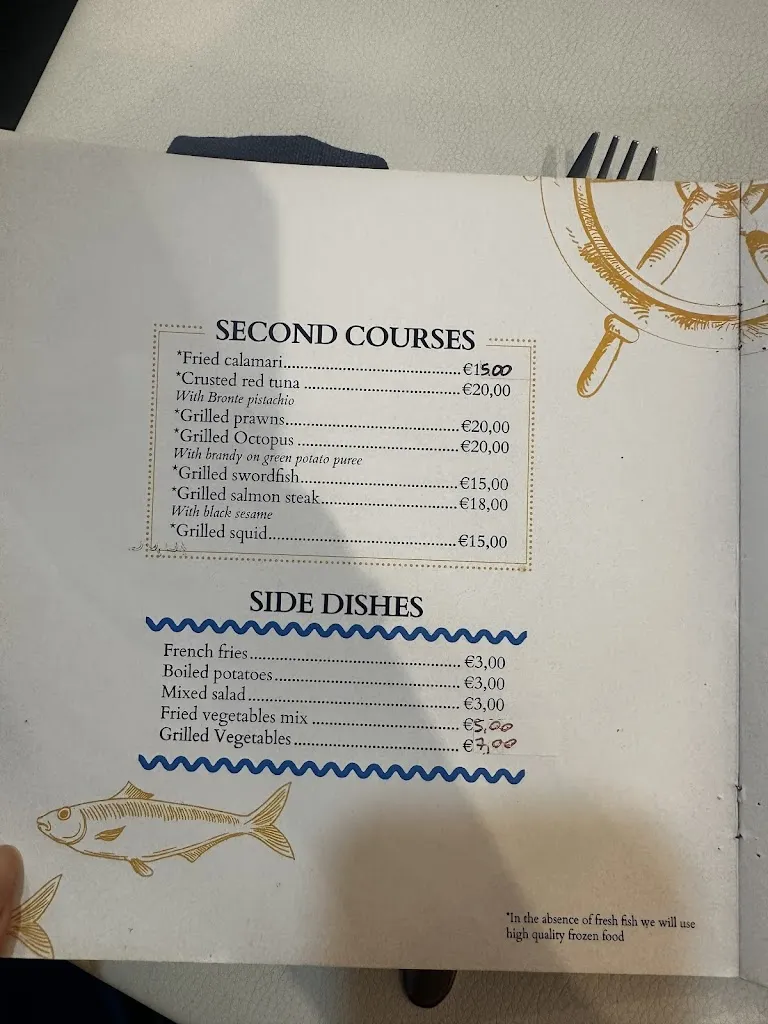 SECOND COURSES
*Fried calamari........................................€1500
*Crusted red tuna ....................................€20,00
With Bronte pistachio
*Grilled prawns........................................€20,00
*Grilled Octopus .....................................€20,00
With brandy on green potato puree
*Grilled swordfish....................................€15,00
*Grilled salmon steak...............................€18,00
With black sesame
*Grilled squid...........................................€15,00
SIDE DISHES
French fries................................................ €3,00
Boiled potatoes.......................................... €3,00
Mixed salad ................................................ €3,00
Fried vegetables mix ................................. €5,00
Grilled Vegetables..................................... €7,00
*In the absence of fresh fish we will use
high quality frozen food